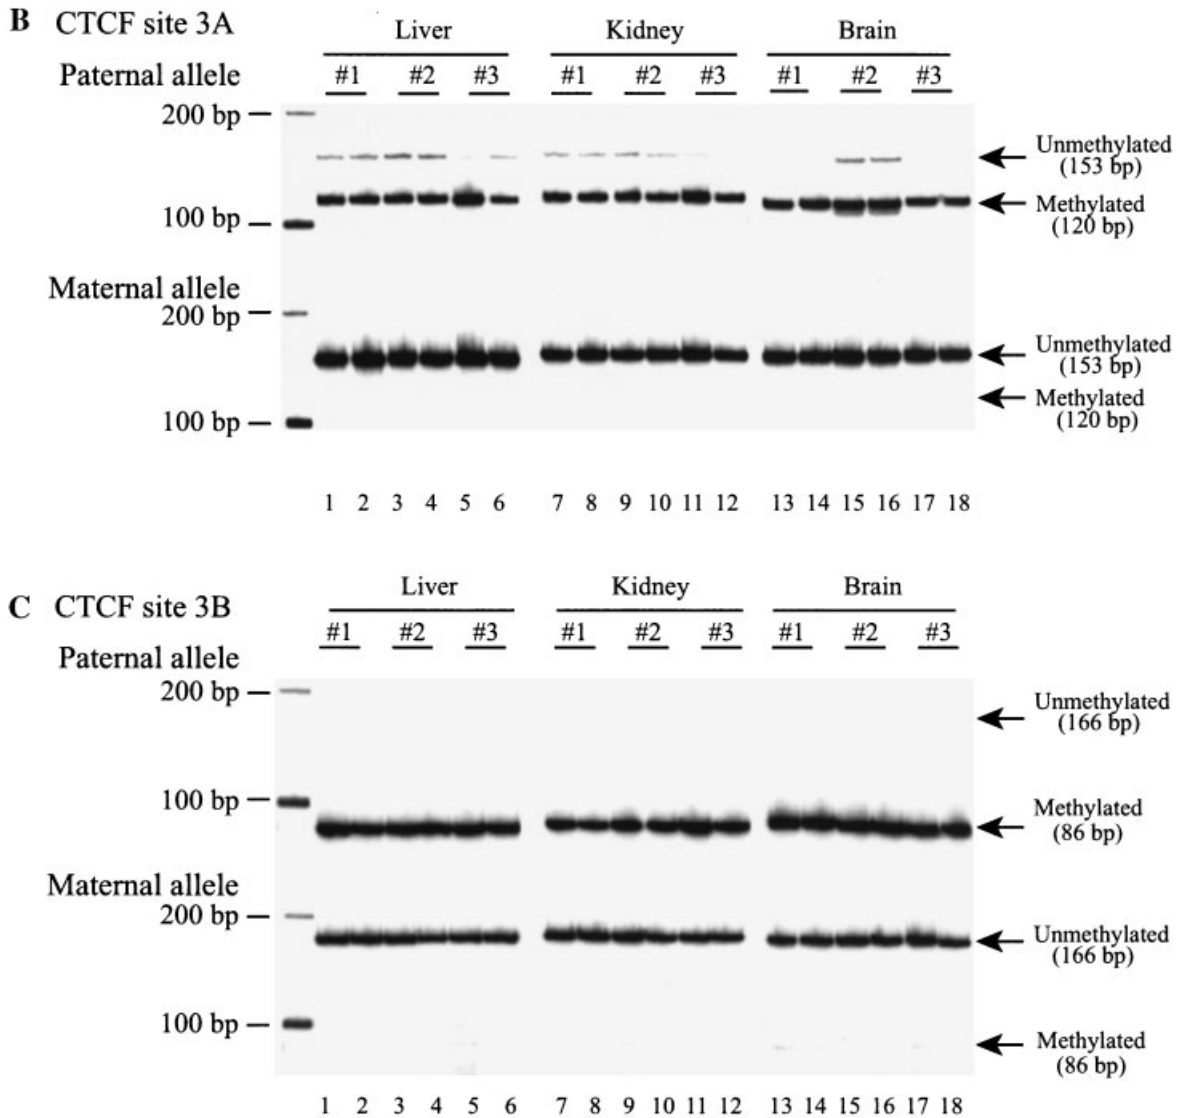 B CTCF site 3A
Liver Kidney Brain
Paternal allele #1 #2 #3 #1 #2 #3 #1 #2 #3
200 bp
Unmethylated
(153 bp)
100 bp
Methylated
(120 bp)
Maternal allele
200 bp
Unmethylated
(153 bp)
Methylated
(120 bp)
100 bp
1 2 3 4 5 6 7 8 9 10 11 12 13 14 15 16 17 18
Liver Kidney Brain
C CTCF site 3B
#1 #2 #3 #1 #2 #3 #1 #2 #3
Paternal allele
200 bp
Unmethylated
(166 bp)
100 bp
Methylated
(86 bp)
Maternal allele
200 bp
Unmethylated
(166 bp)
100 bp
Methylated
(86 bp)
1 2 3 4 5 6 7 8 9 10 11 12 13 14 15 16 17 18